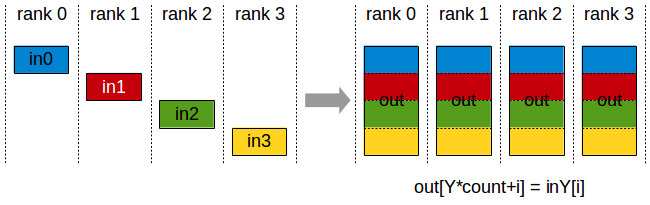 rank 0 rank 1 rank 2 rank 3 rank 0 rank 1 rank 2 rank 3
in0
in1
out out out out
in2
in3
out[Y*count+i] = inY[i]